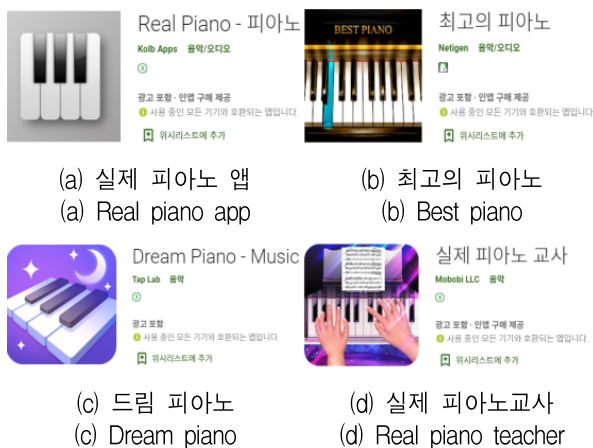 Real Piano - 피아노
Kolb Apps 음악/오디오
3
광고 포함 · 인앱 구매 제공
사용 중인 모든 기기와 호환되는 앱입니다.
위시리스트에 추가
BEST PIANO
최고의 피아노
Netigen 음악/오디오
광고 포함 · 인앱 구매 제공
사용 중인 모든 기기와 호환되는 앱입니다
위시리스트에 추가
(a) 실제 피아노 앱
(a) Real piano app
(b) 최고의 피아노
(b) Best piano
Dream Piano - Music
Tap Lab 음악
3
광고 포함
사용 중인 모든 기기와 호환되는 앱입니다
위시리스트에 추가
실제 피아노 교사
Mobobi LLC 음악
3
광고 포함 · 인앱 구매 제공
사용 중인 모든 기기와 호환되는 앱입니다
위시리스트에 추가
(c) 드림 피아노
(c) Dream piano
(d) 실제 피아노교사
(d) Real piano teacher